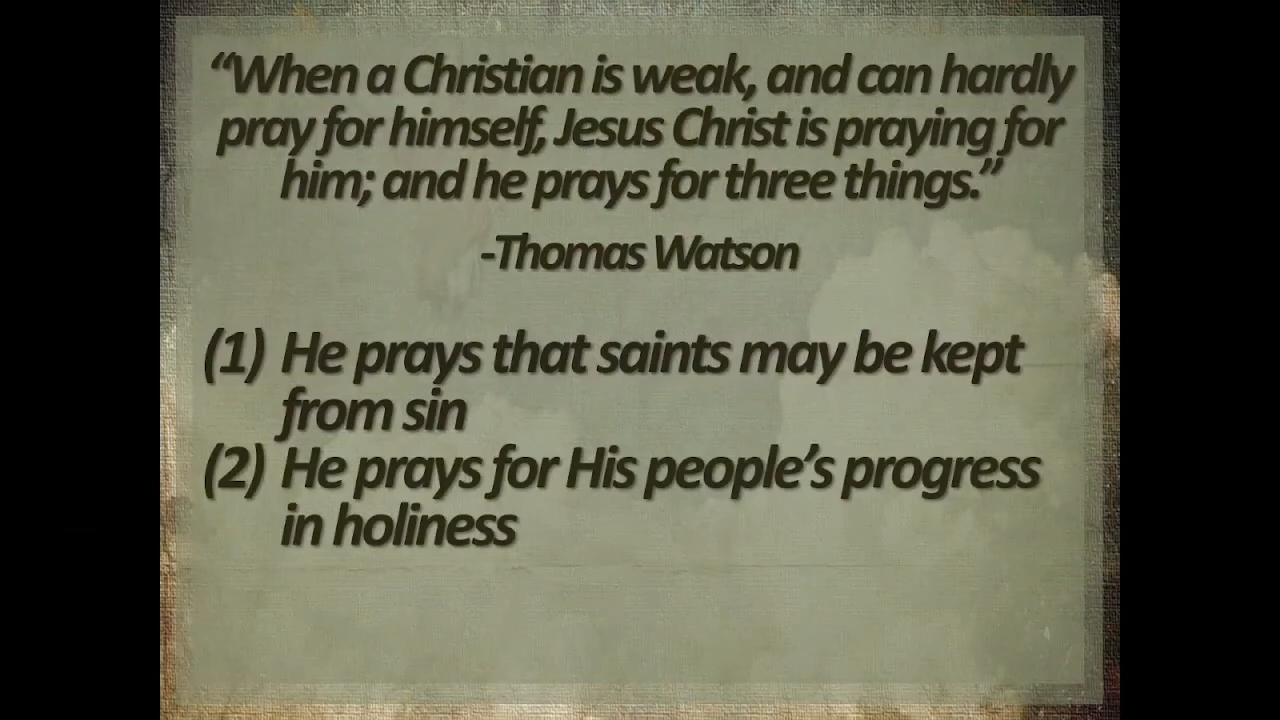 “When a Christian is weak, and can hardly
pray for himself, Jesus Christ is praying for
him; and he prays for three things.”
-Thomas Watson
(1) He prays that saints may be kept
from sin
(2) He prays for His people’s progress
in holiness